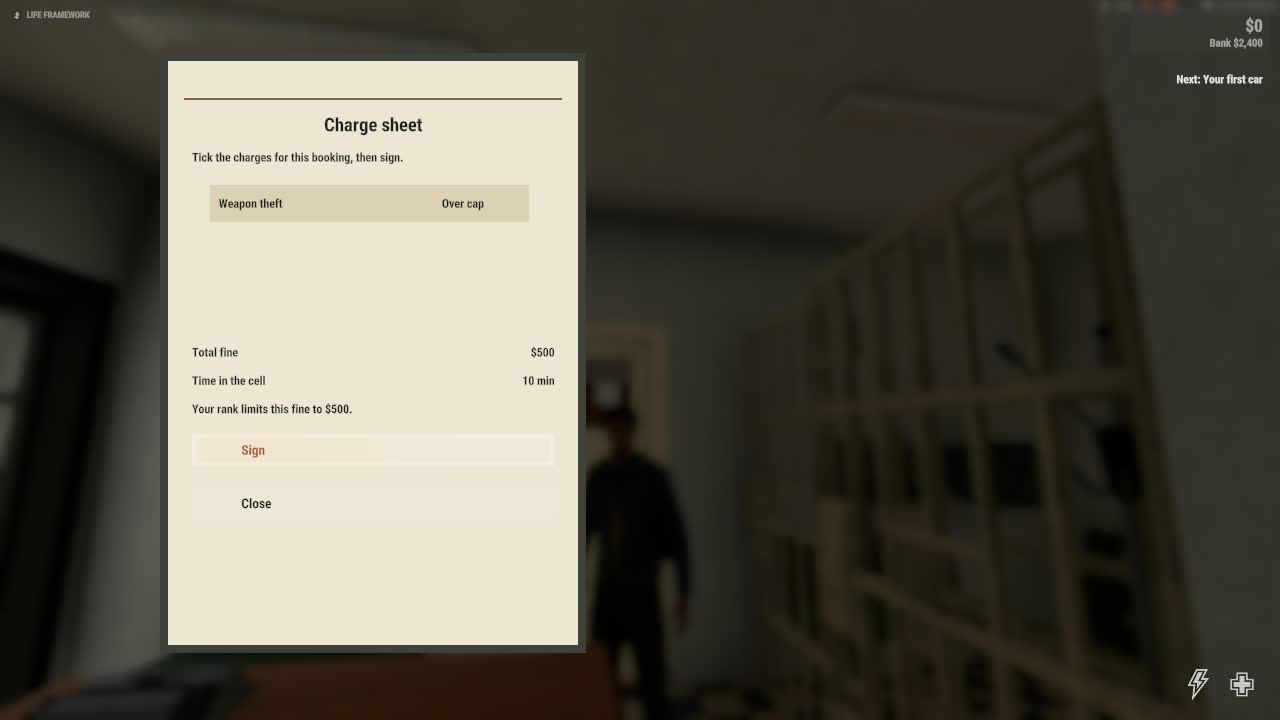 LIFE FRAMEWORK
$0
Bank $2,400
Next: Your first car
Charge sheet
Tick the charges for this booking, then sign.
Weapon theft Over cap
Total fine $500
Time in the cell 10 min
Your rank limits this fine to $500.
Sign
Close